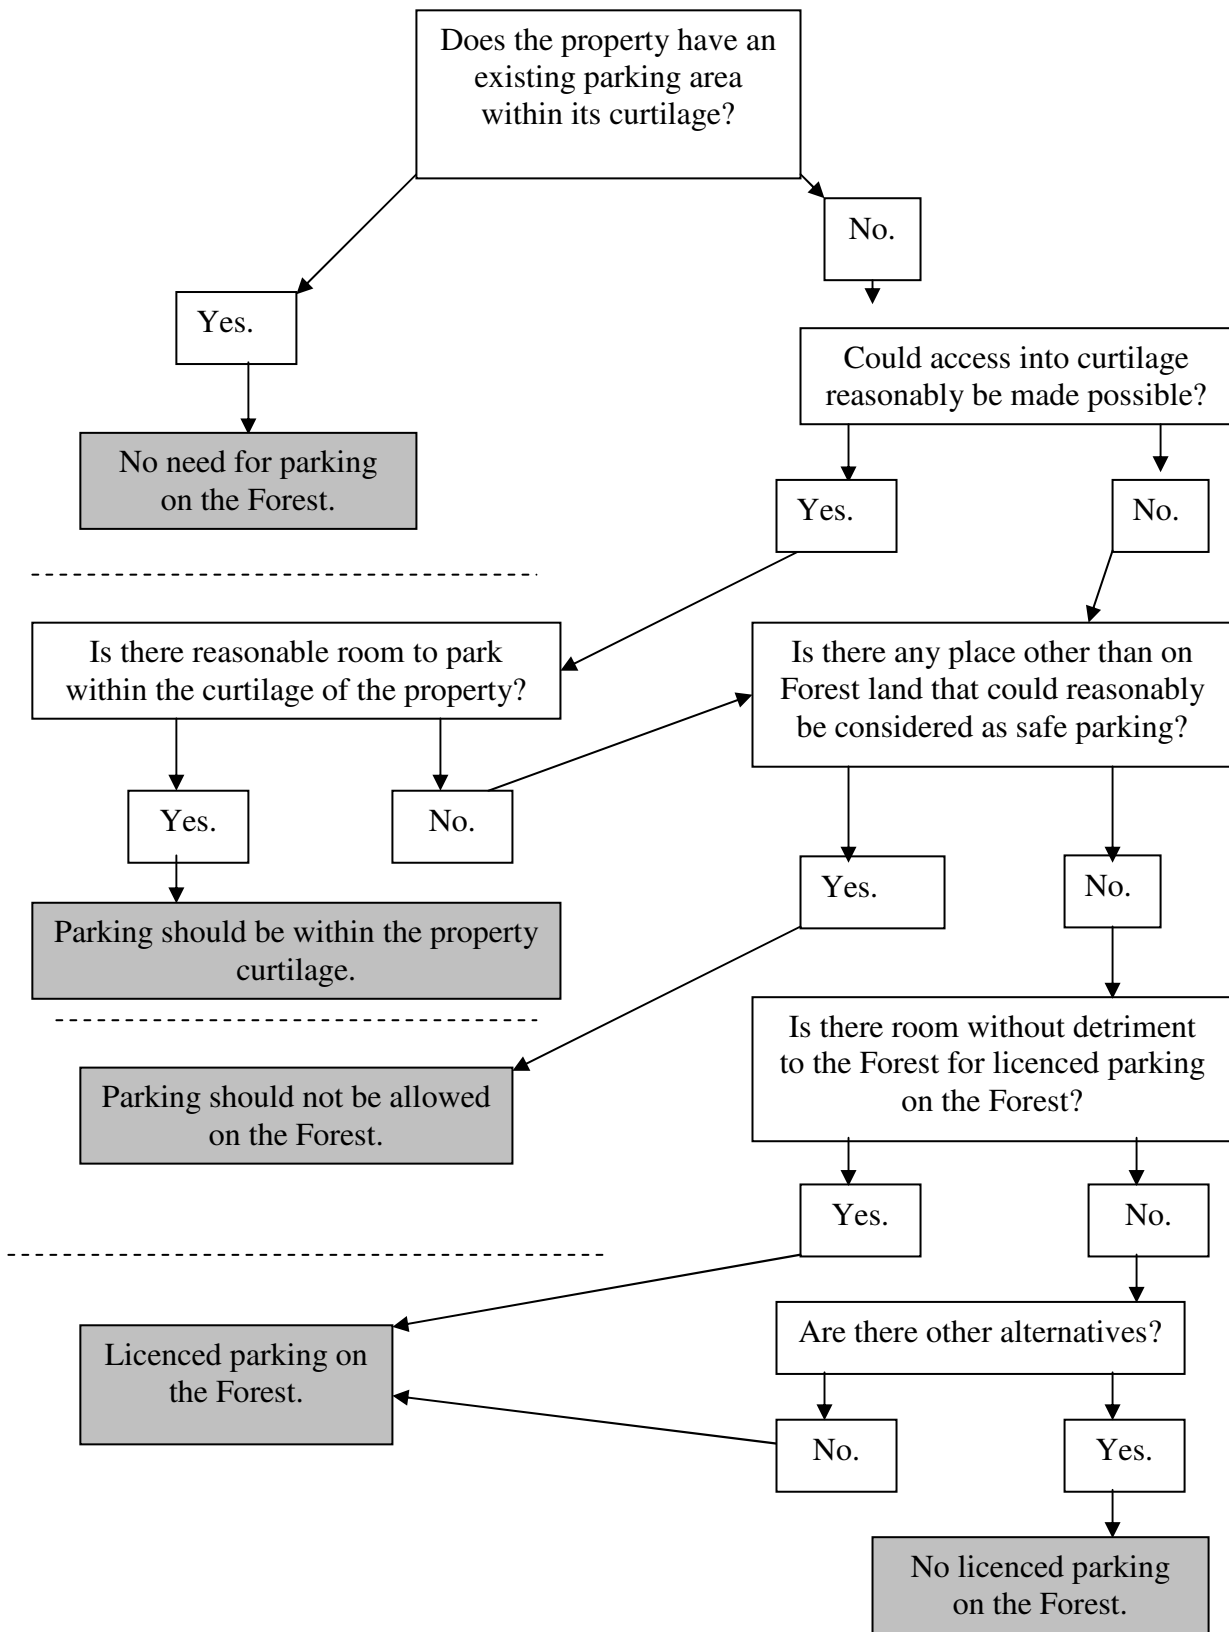 Does the property have an
existing parking area
within its curtilage?
No.
Yes.
Could access into curtilage
reasonably be made possible?
No need for parking
on the Forest.
Yes.
No.
Is there reasonable room to park
within the curtilage of the property?
Is there any place other than on
Forest land that could reasonably
be considered as safe parking?
Yes.
No.
Yes.
No.
Parking should be within the property
curtilage.
Is there room without detriment
to the Forest for licenced parking
on the Forest?
Parking should not be allowed
on the Forest.
Yes.
No.
Are there other alternatives?
Licenced parking on
the Forest.
No.
Yes.
No licenced parking
on the Forest.